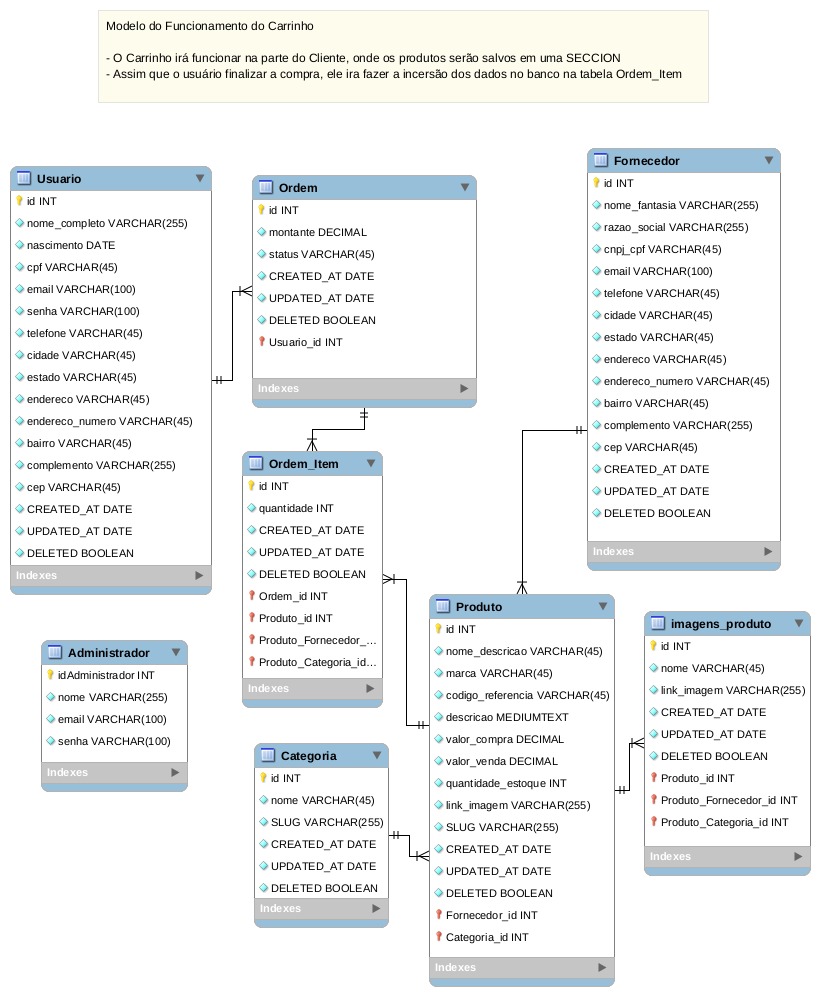 Modelo do Funcionamento do Carrinho
- O Carrinho irá funcionar na parte do Cliente, onde os produtos serão salvos em uma SECCION
- Assim que o usuário finalizar a compra, ele ira fazer a incersão dos dados no banco na tabela Ordem_Item
Usuario
id INT
nome_completo VARCHAR(255)
nascimento DATE
cpf VARCHAR(45)
email VARCHAR(100)
senha VARCHAR(100)
telefone VARCHAR(45)
cidade VARCHAR(45)
estado VARCHAR(45)
endereco VARCHAR(45)
endereco_numero VARCHAR(45)
bairro VARCHAR(45)
complemento VARCHAR(255)
cep VARCHAR(45)
CREATED_AT DATE
UPDATED_AT DATE
DELETED BOOLEAN
Indexes
Ordem
id INT
montante DECIMAL
status VARCHAR(45)
CREATED_AT DATE
UPDATED_AT DATE
DELETED BOOLEAN
Usuario_id INT
Indexes
Fornecedor
id INT
nome_fantasia VARCHAR(255)
razao_social VARCHAR(255)
cnpj_cpf VARCHAR(45)
email VARCHAR(100)
telefone VARCHAR(45)
cidade VARCHAR(45)
estado VARCHAR(45)
endereco VARCHAR(45)
endereco_numero VARCHAR(45)
bairro VARCHAR(45)
complemento VARCHAR(255)
cep VARCHAR(45)
CREATED_AT DATE
UPDATED_AT DATE
DELETED BOOLEAN
Indexes
Ordem_Item
id INT
quantidade INT
CREATED_AT DATE
UPDATED_AT DATE
DELETED BOOLEAN
Ordem_id INT
Produto_id INT
Produto_Fornecedor_...
Produto_Categoria_id...
Indexes
Administrador
idAdministrador INT
nome VARCHAR(255)
email VARCHAR(100)
senha VARCHAR(100)
Indexes
Categoria
id INT
nome VARCHAR(45)
SLUG VARCHAR(255)
CREATED_AT DATE
UPDATED_AT DATE
DELETED BOOLEAN
Indexes
Produto
id INT
nome_descricao VARCHAR(45)
marca VARCHAR(45)
codigo_referencia VARCHAR(45)
descricao MEDIUMTEXT
valor_compra DECIMAL
valor_venda DECIMAL
quantidade_estoque INT
link_imagem VARCHAR(255)
SLUG VARCHAR(255)
CREATED_AT DATE
UPDATED_AT DATE
DELETED BOOLEAN
Fornecedor_id INT
Categoria_id INT
Indexes
imagens_produto
id INT
nome VARCHAR(45)
link_imagem VARCHAR(255)
CREATED_AT DATE
UPDATED_AT DATE
DELETED BOOLEAN
Produto_id INT
Produto_Fornecedor_id INT
Produto_Categoria_id INT
Indexes